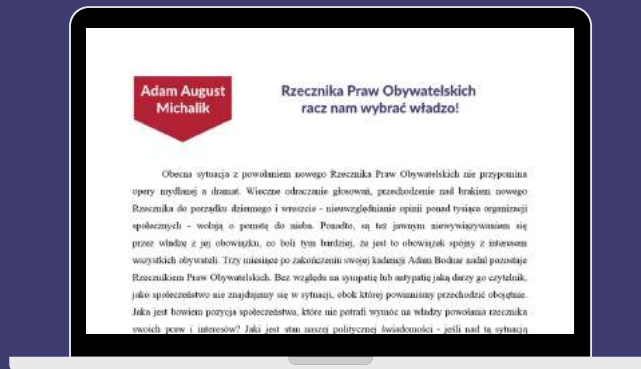 Adam August
Michalik
Rzecznika Praw Obywatelskich
racz nam wybrać władzo!
Obecna sytuacja z powołaniem nowego Rzecznika Praw Obywatelskich nie przypomina
opery mydlanej a dramat. Wieczne odraczanie głosowań, przechodzenie nad brakiem nowego
Rzecznika do porządku dziennego i wreszcie - nieuwzględnianie opinii ponad tysiąca organizacji
społecznych - wołają o pomstę do nieba. Ponadto, są też jawnym niewywiązywaniem się
przez władzę z jej obowiązku, co boli tym bardziej, że jest to obowiązek spójny z interesem
wszystkich obywateli. Trzy miesiące po zakończeniu swojej kadencji Adam Bodnar nadal pozostaje
Rzecznikiem Praw Obywatelskich. Bez względu na sympatię lub antypatię jaką darzy go czytelnik,
jako społeczeństwo nie znajdujemy się w sytuacji, obok której powinniśmy przechodzić obojętnie.
Jaka jest bowiem pozycja społeczeństwa, które nie potrafi wymóc na władzy powołania rzecznika
swoich praw i interesów? Jaki jest stan naszej politycznej świadomości - jeśli nad tą sytuacją